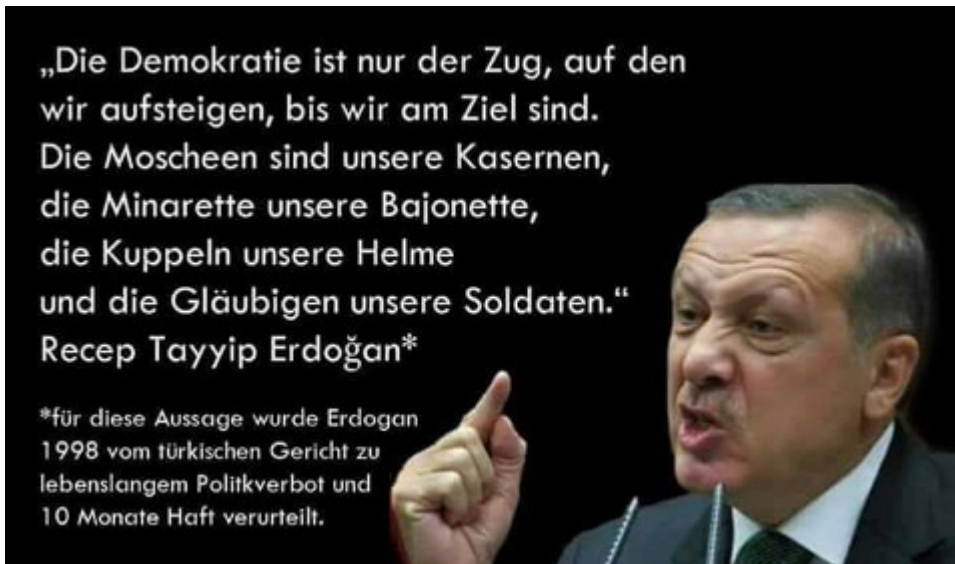 „Die Demokratie ist nur der Zug, auf den
wir aufsteigen, bis wir am Ziel sind.
Die Moscheen sind unsere Kasernen,
die Minarette unsere Bajonette,
die Kuppeln unsere Helme
und die Gläubigen unsere Soldaten.“
Recep Tayyip Erdoğan*
*für diese Aussage wurde Erdogan
1998 vom türkischen Gericht zu
lebenslangem Politkverbot und
10 Monate Haft verurteilt.